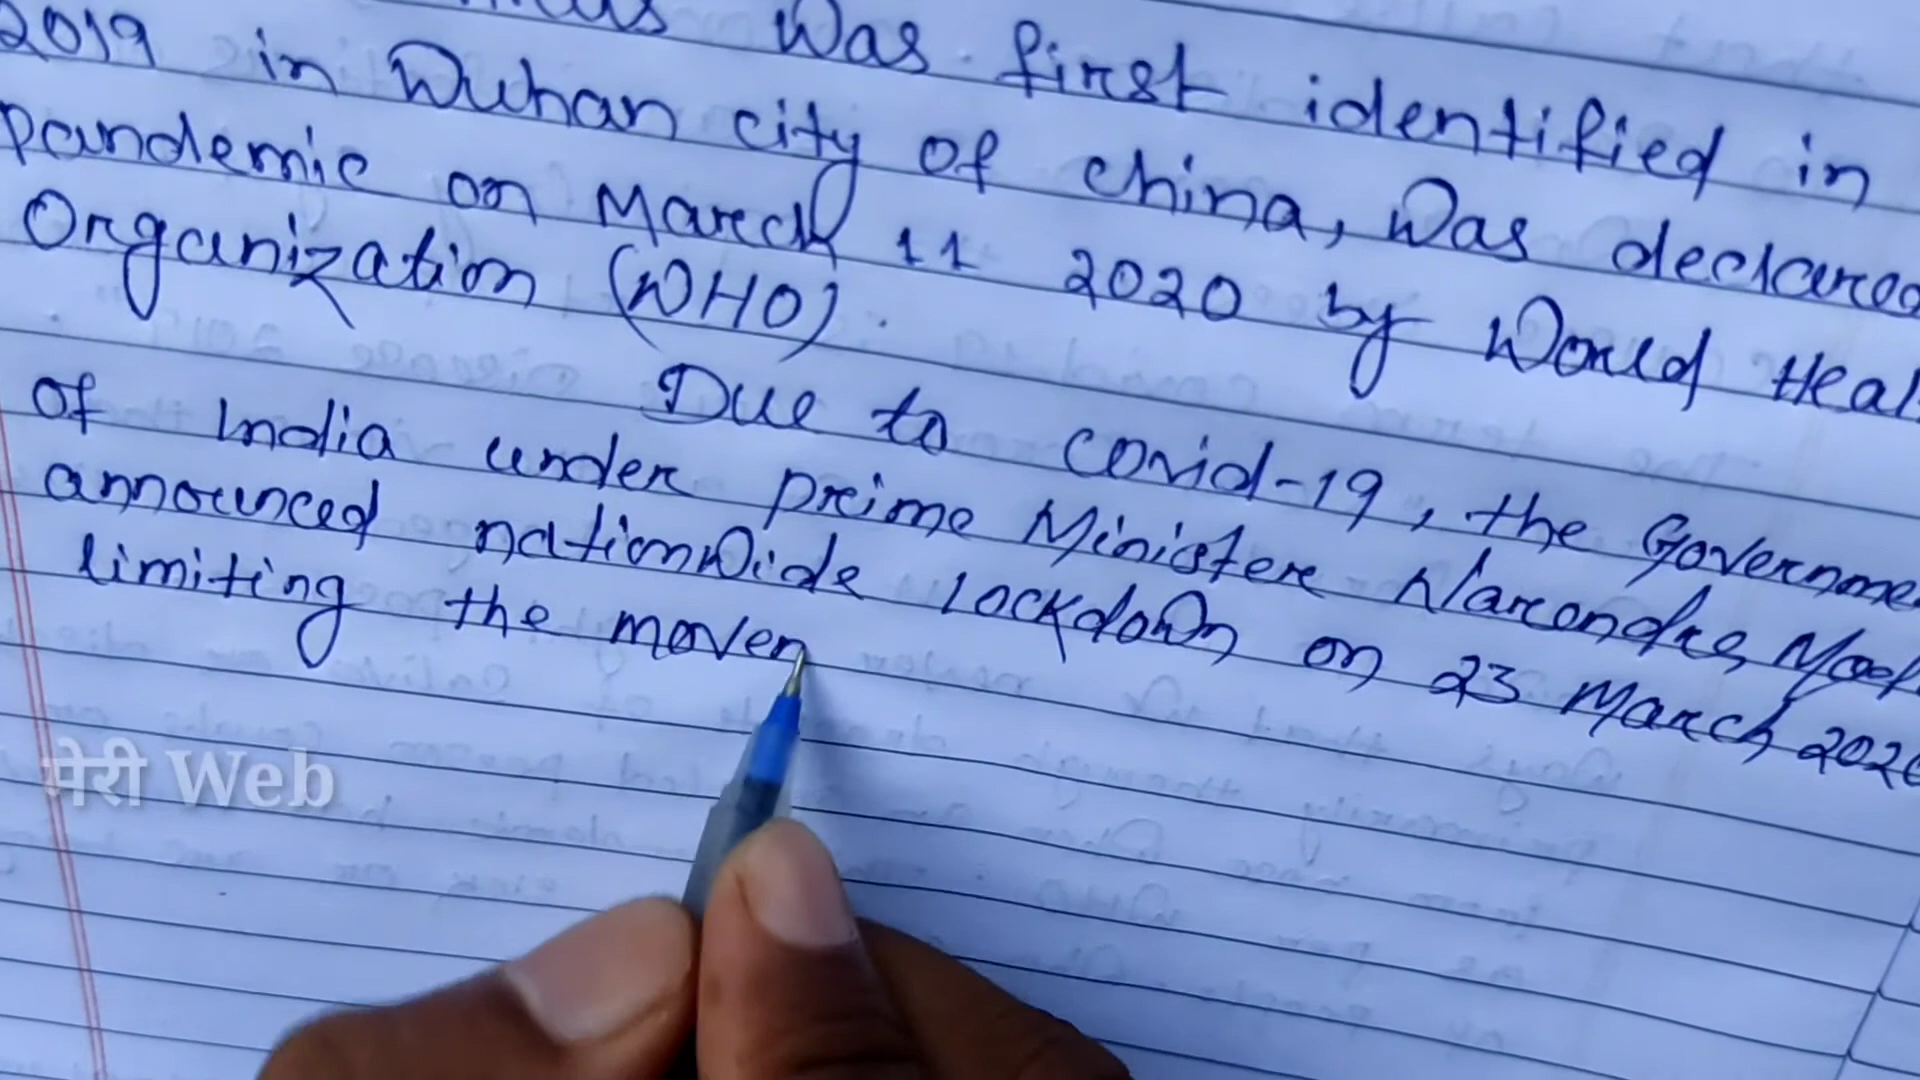 was first identified in
2019 in Wuhan city of china, was declared
pandemic on March 11 2020 by World Heal
Organization (WHO).
Due to covid-19, the Governme
of India under prime Minister Narendra Mod
announced nationwide lockdown on 23 March 2020
limiting the movem
मेरी Web